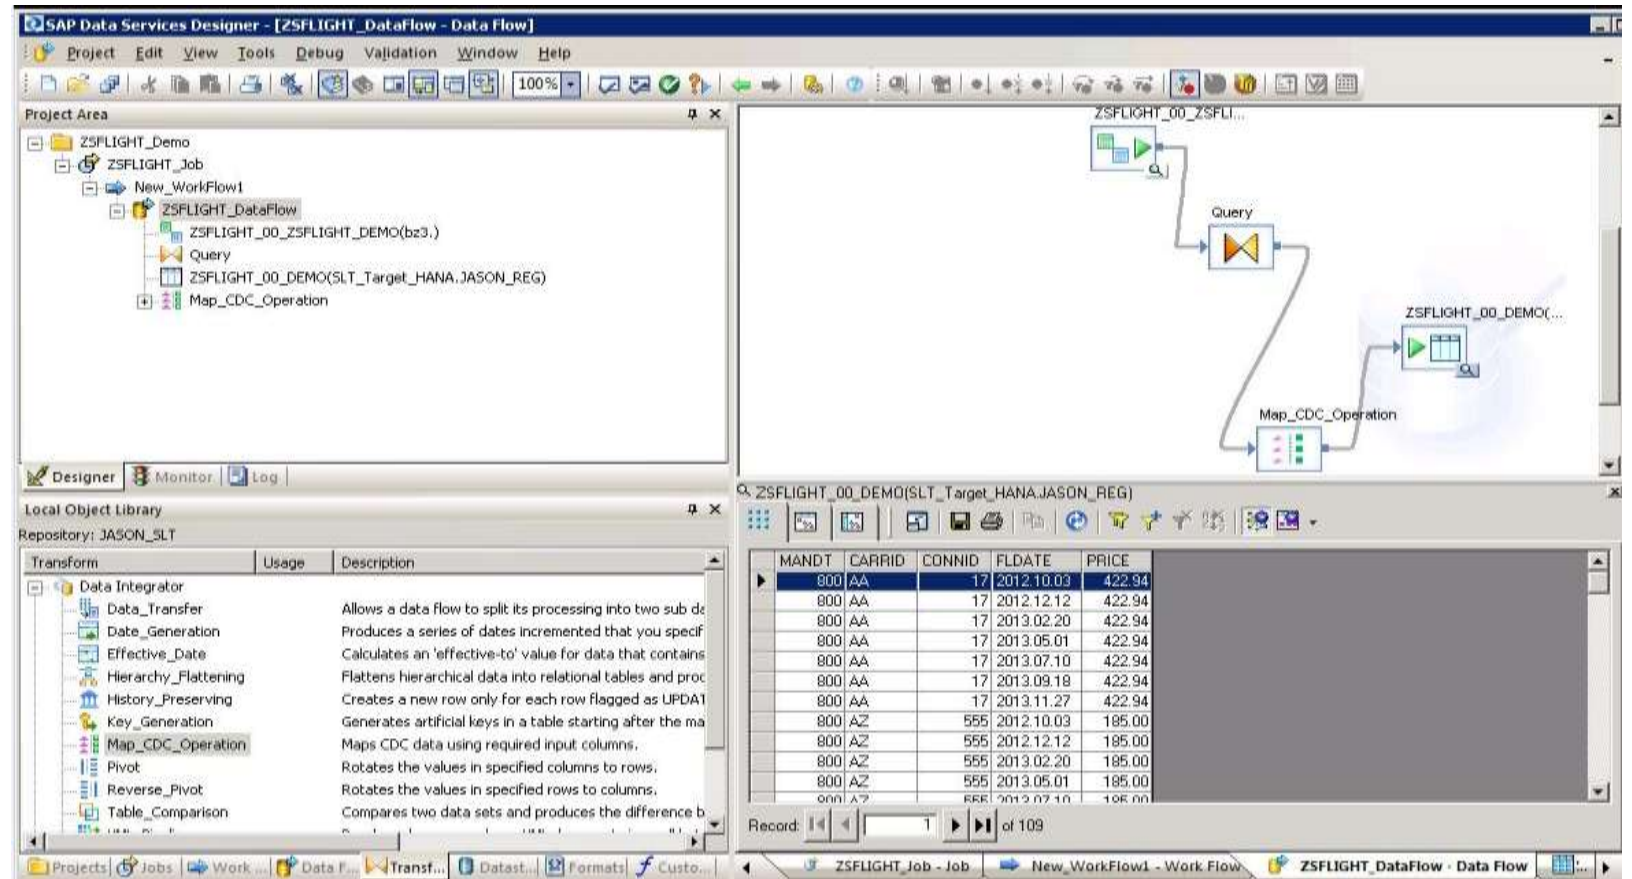 SAP Data Services Designer - [ZSFLIGHT_DataFlow - Data Flow]
Project Edit View Tools Debug Validation Window Help
100%
Project Area
ZSFLIGHT_Demo
ZSFLIGHT_Job
New_WorkFlow1
ZSFLIGHT_DataFlow
ZSFLIGHT_00_ZSFLIGHT_DEMO(bz3.)
Query
ZSFLIGHT_00_DEMO(SLT_Target_HANA.JASON_REG)
Map_CDC_Operation
Designer Monitor Log
ZSFLIGHT_00_ZSFLI...
Query
ZSFLIGHT_00_DEMO(...
Map_CDC_Operation
Local Object Library
Repository: JASON_SLT
Transform Usage Description
Data Integrator
Data_Transfer Allows a data flow to split its processing into two sub da
Date_Generation Produces a series of dates incremented that you specif
Effective_Date Calculates an 'effective-to' value for data that contains
Hierarchy_Flattening Flattens hierarchical data into relational tables and proc
History_Preserving Creates a new row only for each row flagged as UPDAT
Key_Generation Generates artificial keys in a table starting after the ma
Map_CDC_Operation Maps CDC data using required input columns.
Pivot Rotates the values in specified columns to rows.
Reverse_Pivot Rotates the values in specified rows to columns.
Table_Comparison Compares two data sets and produces the difference b
Projects Jobs Work ... Data F... Transf... Datast... Formats Custo...
ZSFLIGHT_00_DEMO(SLT_Target_HANA.JASON_REG)
MANDT CARRID CONNID FLDATE PRICE
800 AA 17 2012.10.03 422.94
800 AA 17 2012.12.12 422.94
800 AA 17 2013.02.20 422.94
800 AA 17 2013.05.01 422.94
800 AA 17 2013.07.10 422.94
800 AA 17 2013.09.18 422.94
800 AA 17 2013.11.27 422.94
800 AZ 555 2012.10.03 185.00
800 AZ 555 2012.12.12 185.00
800 AZ 555 2013.02.20 185.00
800 AZ 555 2013.05.01 185.00
800 AZ 555 2013.07.10 185.00
Record: 1 of 109
ZSFLIGHT_Job - Job New_WorkFlow1 - Work Flow ZSFLIGHT_DataFlow - Data Flow :...